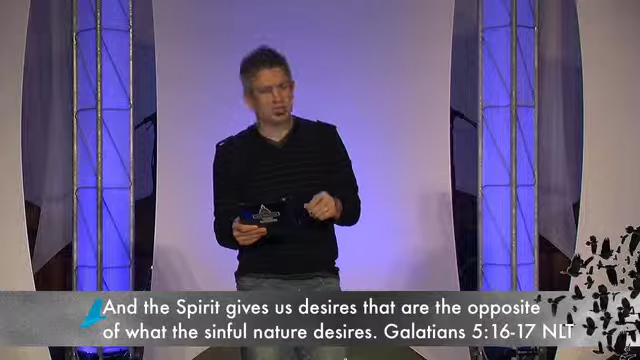 And the Spirit gives us desires that are the opposite
of what the sinful nature desires. Galatians 5:16-17 NLT